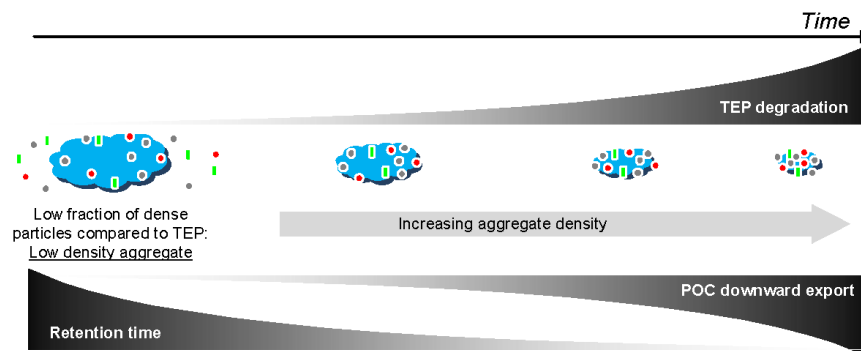 Time
TEP degradation
Low fraction of dense
particles compared to TEP:
Low density aggregate
Increasing aggregate density
POC downward export
Retention time